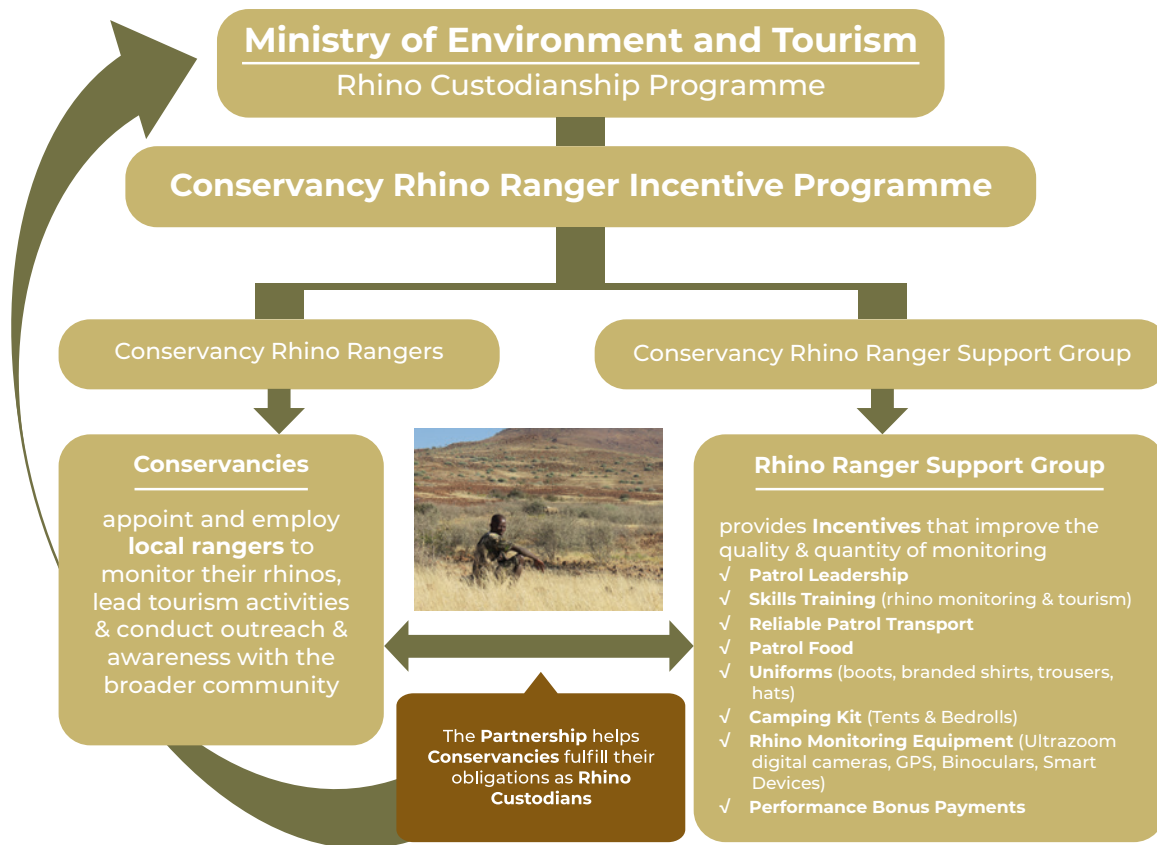 Ministry of Environment and Tourism
Rhino Custodianship Programme
Conservancy Rhino Ranger Incentive Programme
Conservancy Rhino Rangers
Conservancy Rhino Ranger Support Group
Conservancies
appoint and employ
local rangers to
monitor their rhinos,
lead tourism activities
& conduct outreach &
awareness with the
broader community
The Partnership helps
Conservancies fulfill their
obligations as Rhino
Custodians
Rhino Ranger Support Group
provides Incentives that improve the
quality & quantity of monitoring
√ Patrol Leadership
√ Skills Training (rhino monitoring & tourism)
√ Reliable Patrol Transport
√ Patrol Food
√ Uniforms (boots, branded shirts, trousers,
hats)
√ Camping Kit (Tents & Bedrolls)
√ Rhino Monitoring Equipment (Ultrazoom
digital cameras, GPS, Binoculars, Smart
Devices)
√ Performance Bonus Payments